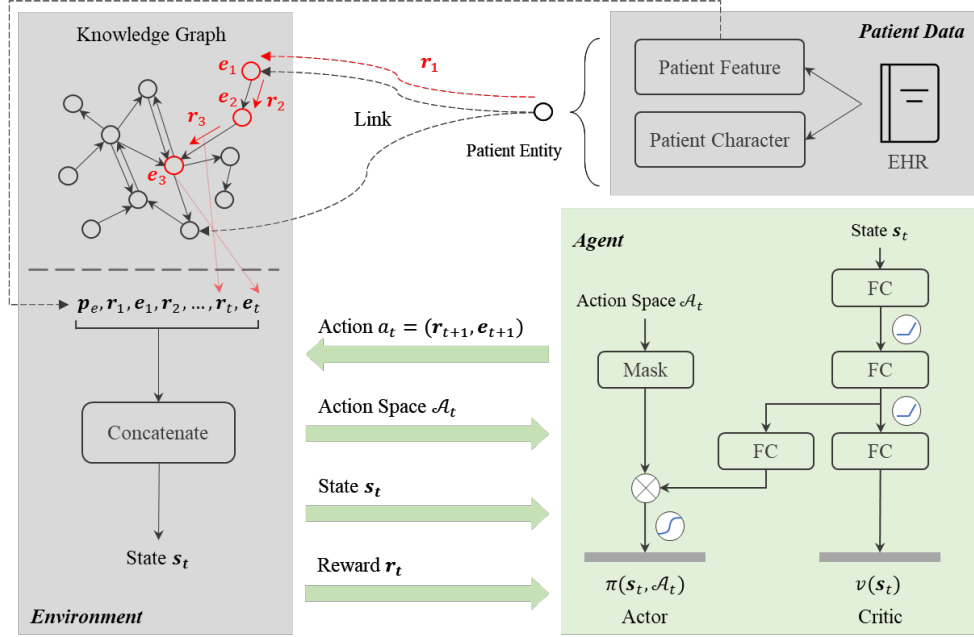 Knowledge Graph
e₁
e₂
r₂
r₃
e₃
r₁
Link
Patient Entity
Patient Data
Patient Feature
Patient Character
EHR
pₑ, r₁, e₁, r₂, ..., rₜ, eₜ
Concatenate
State sₜ
Environment
Action aₜ = (rₜ₊₁, eₜ₊₁)
Action Space 𝒜ₜ
State sₜ
Reward rₜ
Agent
State sₜ
FC
Action Space 𝒜ₜ
Mask
FC
FC
FC
π(sₜ, 𝒜ₜ)
v(sₜ)
Actor
Critic